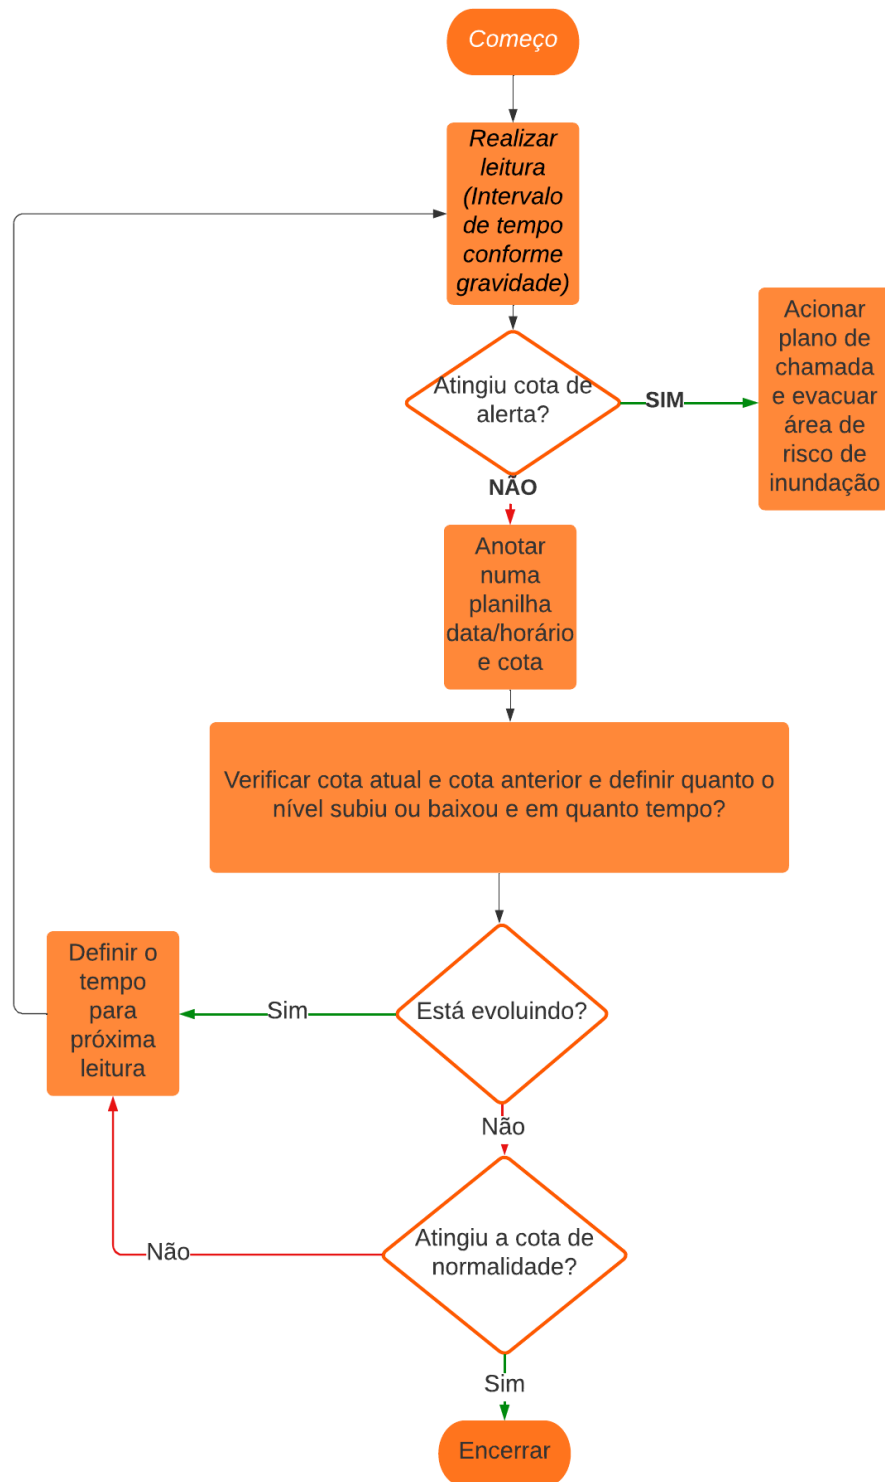 Começo
Realizar
leitura
(Intervalo
de tempo
conforme
gravidade)
Atingiu cota de
alerta?
SIM
Acionar
plano de
chamada
e evacuar
área de
risco de
inundação
NÃO
Anotar
numa
planilha
data/horário
e cota
Verificar cota atual e cota anterior e definir quanto o
nível subiu ou baixou e em quanto tempo?
Está evoluindo?
Sim
Definir o
tempo
para
próxima
leitura
Não
Atingiu a cota de
normalidade?
Não
Sim
Encerrar